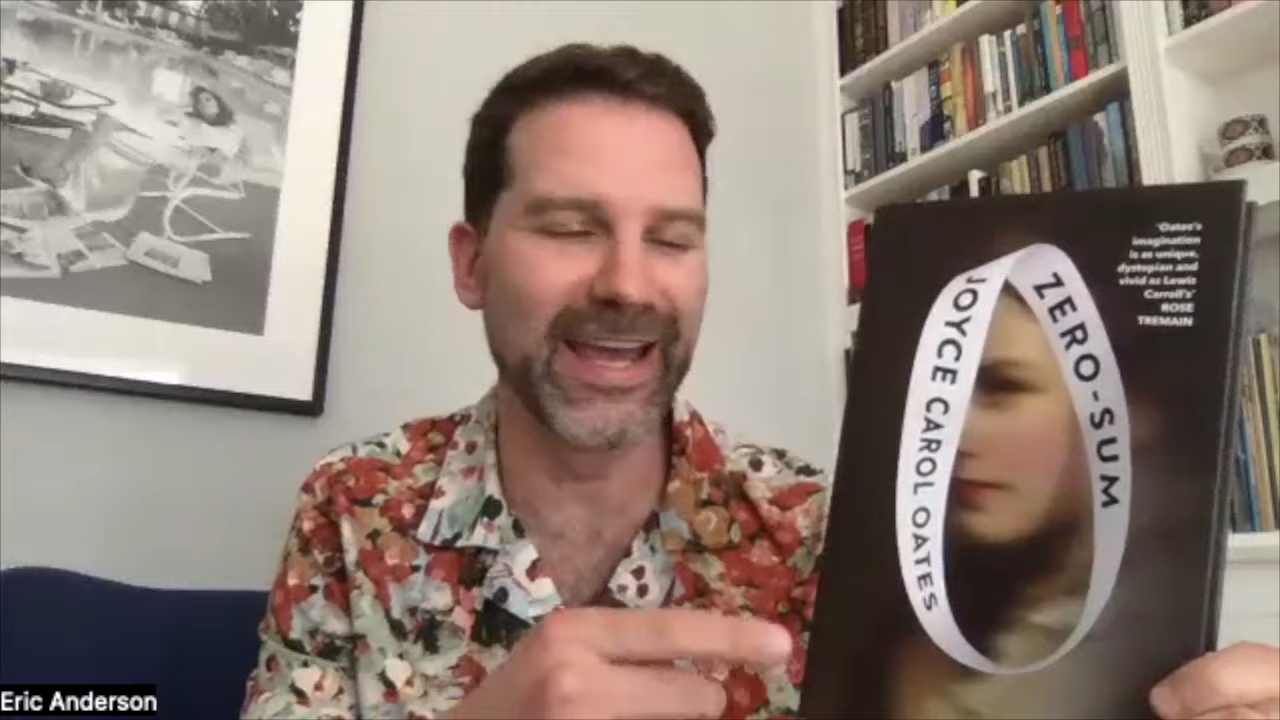 'Oates's
imagination
is as unique,
dystopian and
vivid as Lewis
Carroll's'
ROSE
TREMAIN
ZERO-SUM
JOYCE CAROL OATES
Eric Anderson